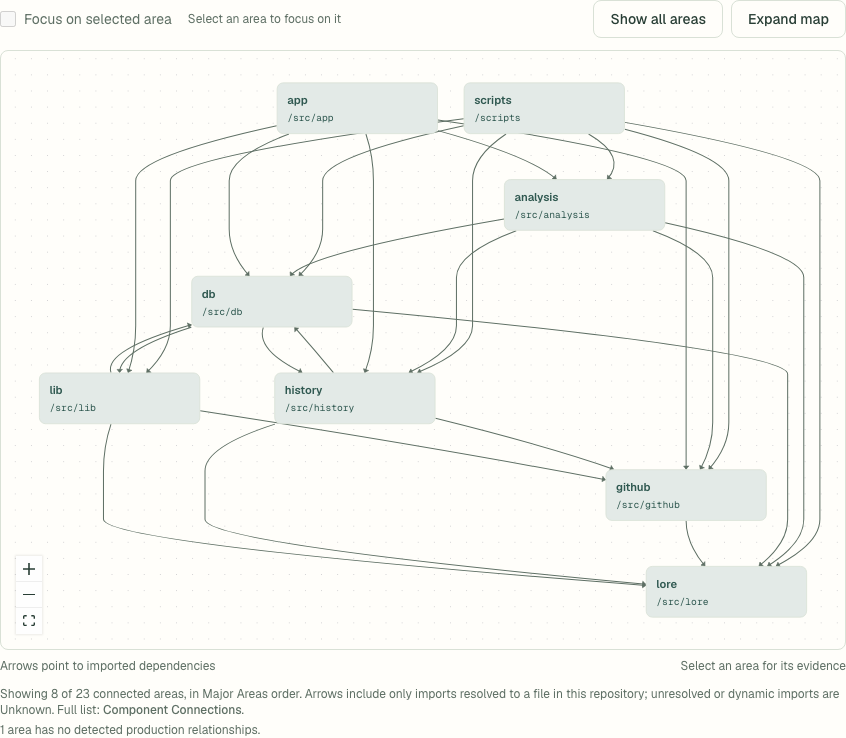 Focus on selected area
Select an area to focus on it
Show all areas
Expand map
app
/src/app
scripts
/scripts
analysis
/src/analysis
db
/src/db
lib
/src/lib
history
/src/history
github
/src/github
lore
/src/lore
Arrows point to imported dependencies
Select an area for its evidence
Showing 8 of 23 connected areas, in Major Areas order. Arrows include only imports resolved to a file in this repository; unresolved or dynamic imports are
Unknown. Full list: Component Connections.
1 area has no detected production relationships.